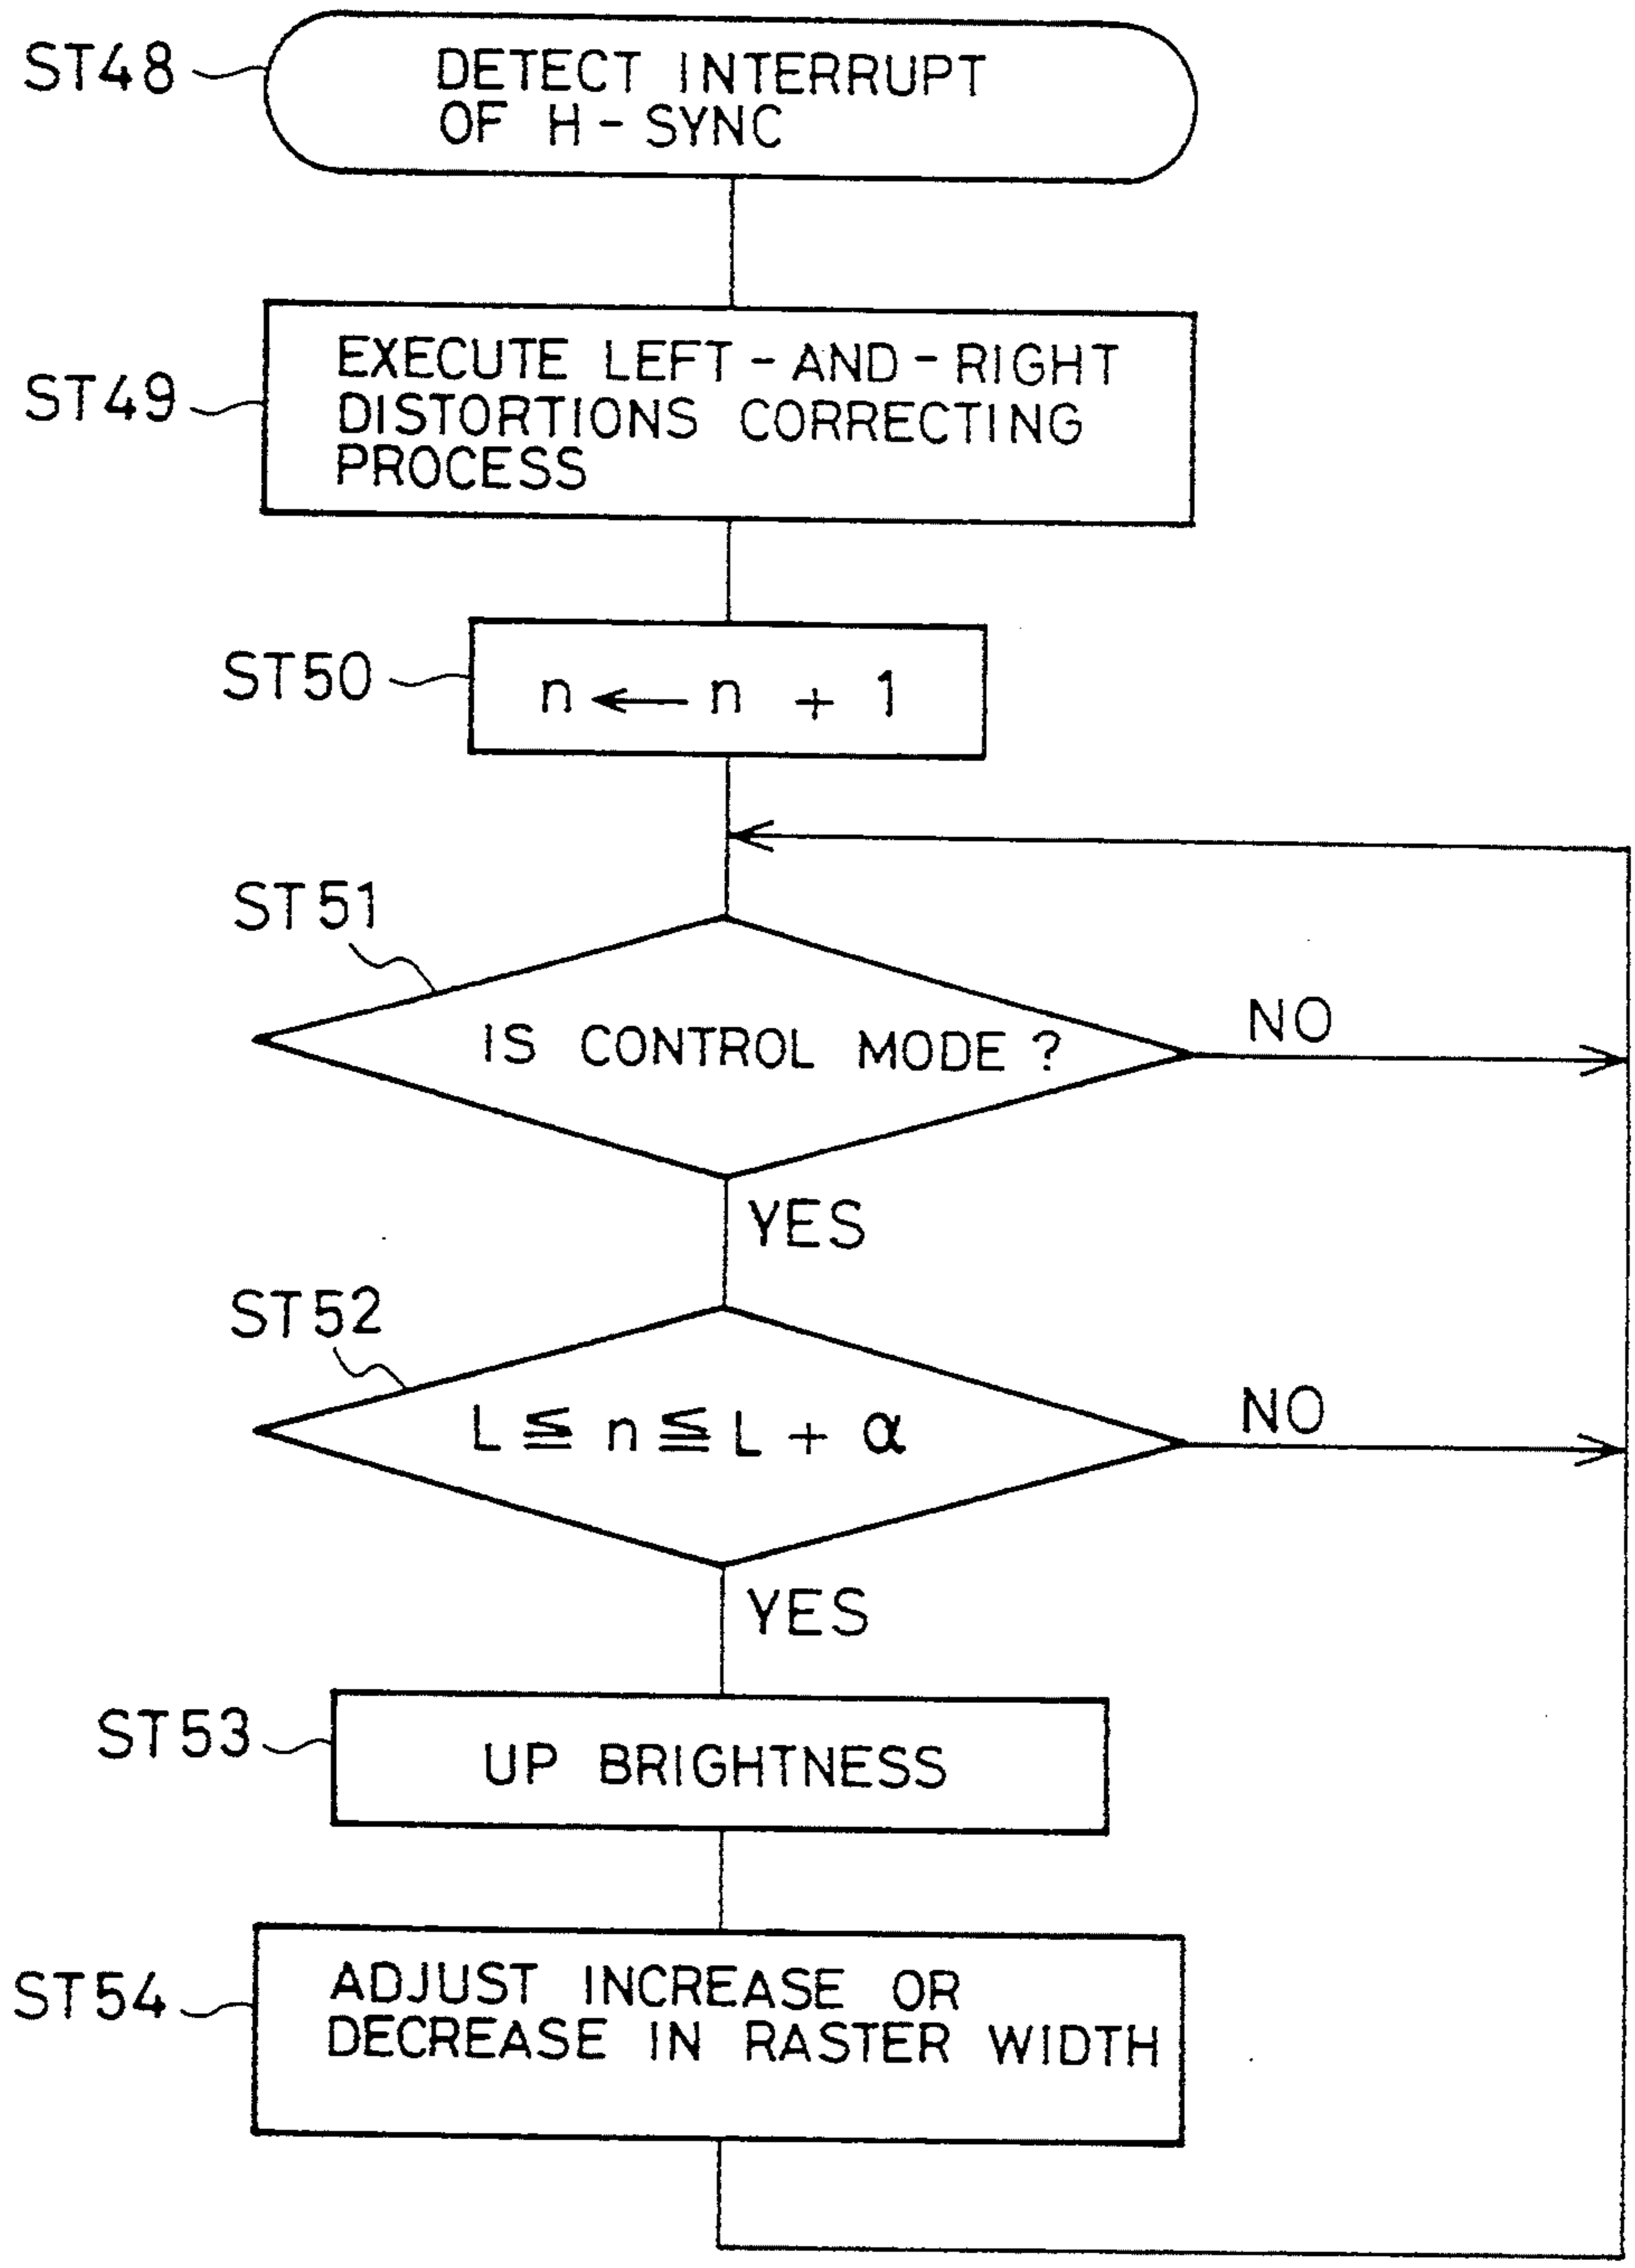 ST48
DETECT INTERRUPT
OF H-SYNC
ST49
EXECUTE LEFT-AND-RIGHT
DISTORTIONS CORRECTING
PROCESS
ST50
n ← n + 1
ST51
IS CONTROL MODE ?
NO
YES
ST52
L ≦ n ≦ L + α
NO
YES
ST53
UP BRIGHTNESS
ST54
ADJUST INCREASE OR
DECREASE IN RASTER WIDTH